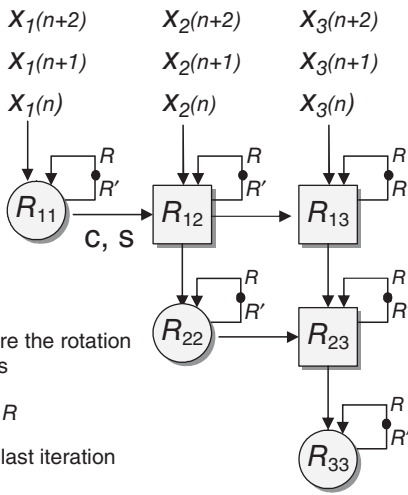 X1(n+2) X2(n+2) X3(n+2)
X1(n+1) X2(n+1) X3(n+1)
X1(n) X2(n) X3(n)
R R R
R' R' R
R11 R12 R13
C, S
R R
R' R
R22 R23
re the rotation
s
R
R
R'
last iteration
R33